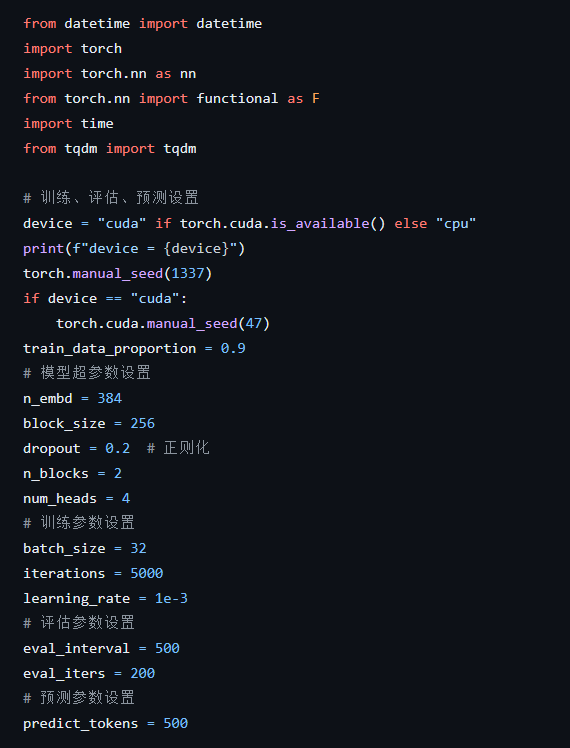 from datetime import datetime
import torch
import torch.nn as nn
from torch.nn import functional as F
import time
from tqdm import tqdm

# 训练、评估、预测设置
device = "cuda" if torch.cuda.is_available() else "cpu"
print(f"device = {device}")
torch.manual_seed(1337)
if device == "cuda":
    torch.cuda.manual_seed(47)
train_data_proportion = 0.9
# 模型超参数设置
n_embd = 384
block_size = 256
dropout = 0.2  # 正则化
n_blocks = 2
num_heads = 4
# 训练参数设置
batch_size = 32
iterations = 5000
learning_rate = 1e-3
# 评估参数设置
eval_interval = 500
eval_iters = 200
# 预测参数设置
predict_tokens = 500